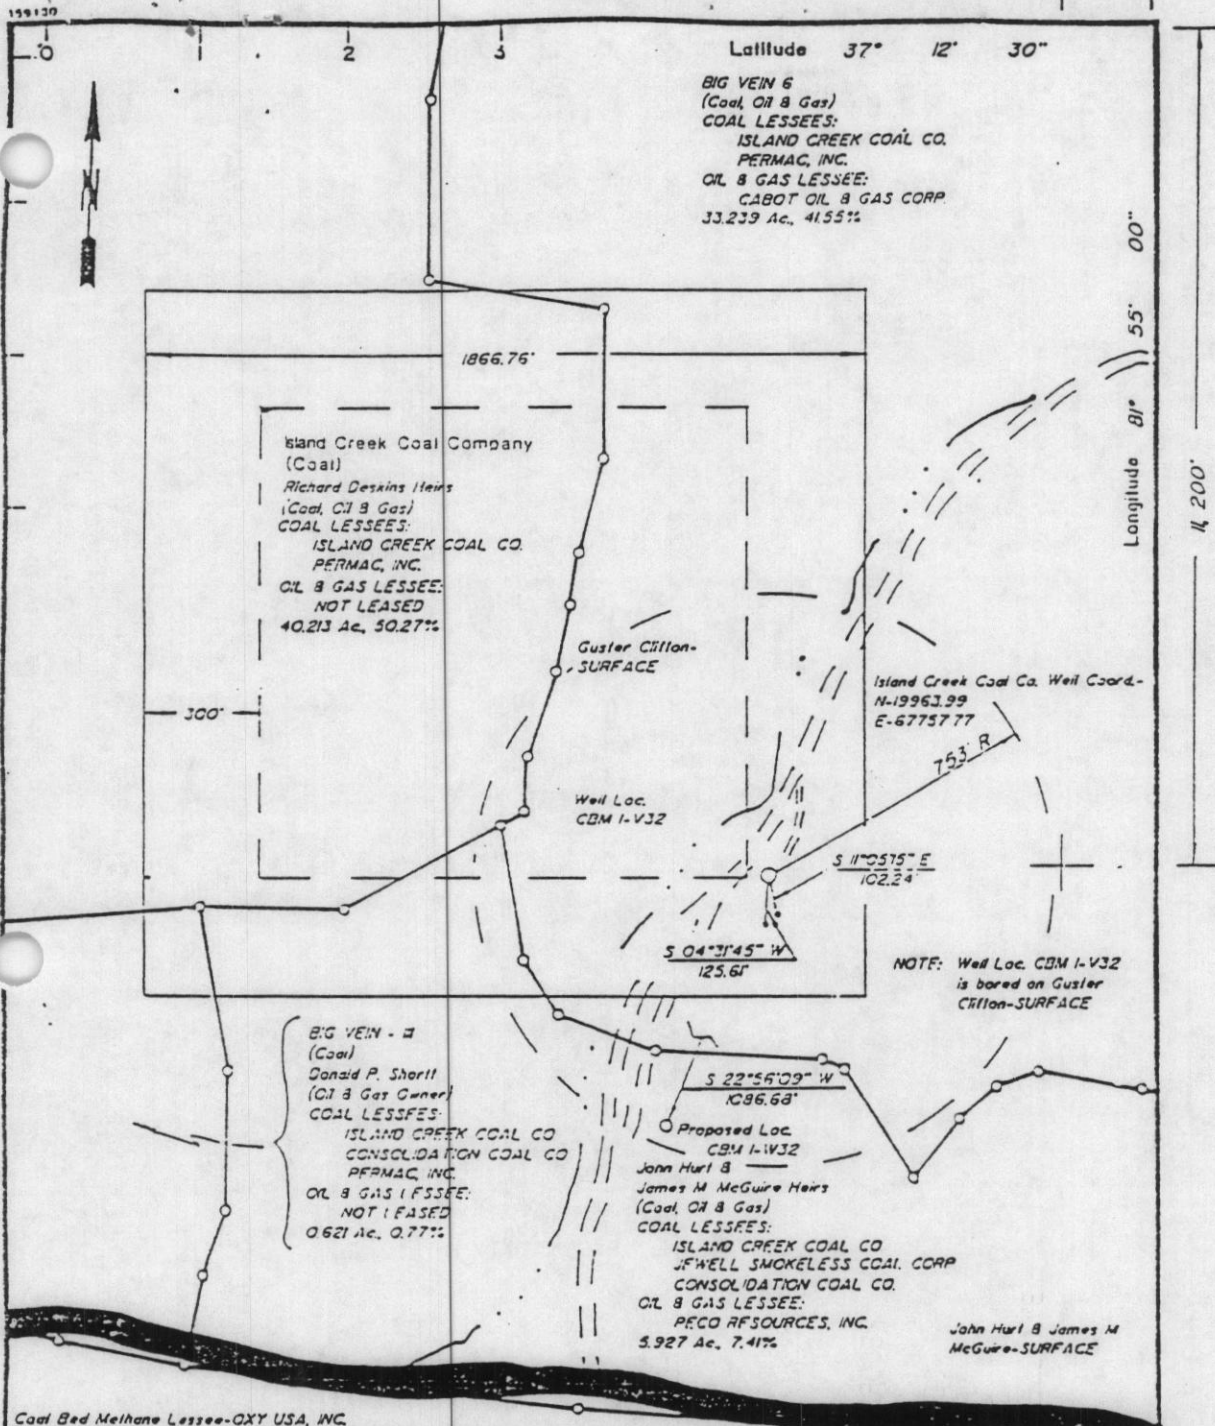 159130
0 1 2 3
Latitude 37° 12' 30"
BIG VEIN 6
(Coal, Oil & Gas)
COAL LESSEES:
ISLAND CREEK COAL CO.
PERMAC, INC.
OIL & GAS LESSEE:
CABOT OIL & GAS CORP.
33.239 Ac., 41.55%
Longitude 81° 55' 00"
11,200'
N
1866.76'
Island Creek Coal Company
(Coal)
Richard Deskins Heirs
(Coal, Oil & Gas)
COAL LESSEES:
ISLAND CREEK COAL CO.
PERMAC, INC.
OIL & GAS LESSEE:
NOT LEASED
40.213 Ac., 50.27%
300'
Guster Clifton-
SURFACE
Island Creek Coal Co. Well Coord.-
N-19963.99
E-67757.77
753' R
Well Loc.
CBM 1-V32
S 11°05'15" E
102.24'
S 04°31'45" W
125.61'
NOTE: Well Loc. CBM 1-V32
is bored on Guster
Clifton-SURFACE
BIG VEIN -
(Coal)
Donald P. Shortt
(Oil & Gas Owner)
COAL LESSEES:
ISLAND CREEK COAL CO
CONSOLIDATION COAL CO
PERMAC, INC.
OIL & GAS LESSEE:
NOT LEASED
0.621 Ac., 0.77%
S 22°56'09" W
1086.68'
Proposed Loc.
CBM 1-W32
John Hurt &
James M McGuire Heirs
(Coal, Oil & Gas)
COAL LESSEES:
ISLAND CREEK COAL CO
JEWELL SMOKELESS COAL CORP
CONSOLIDATION COAL CO.
OIL & GAS LESSEE:
PECO RESOURCES, INC.
5.927 Ac., 7.41%
John Hurt & James M
McGuire-SURFACE
Coal Bed Methane Lessee-OXY USA, INC.